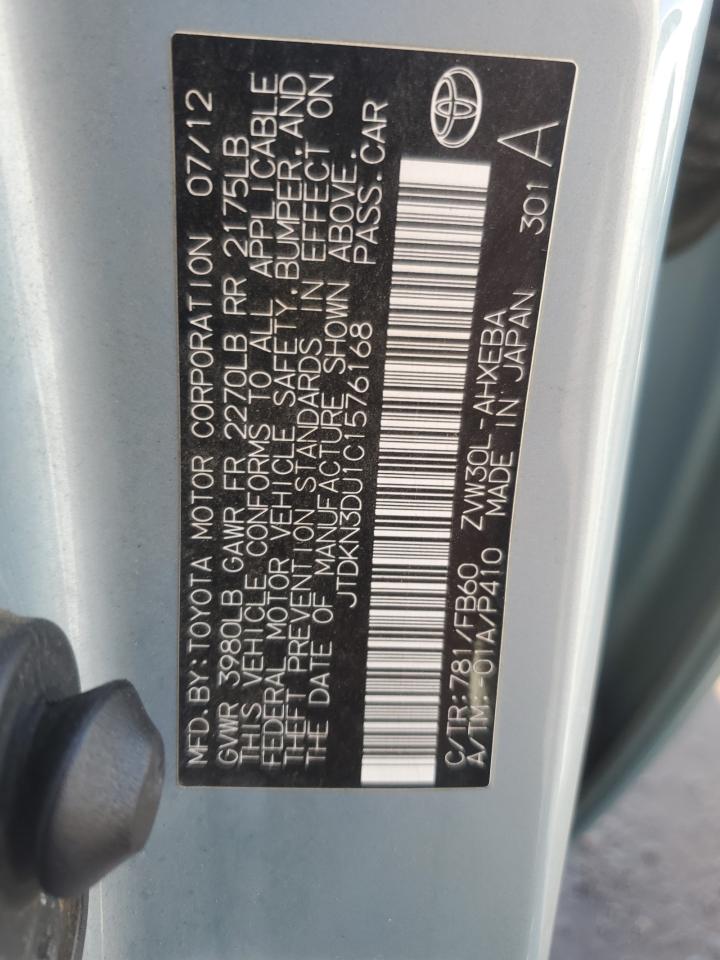 MFD.BY:TOYOTA MOTOR CORPORATION 07/12
GVWR 3980LB GAWR FR 2270LB RR 2175LB
THIS VEHICLE CONFORMS TO ALL APPLICABLE
FEDERAL MOTOR VEHICLE SAFETY,BUMPER,AND
THEFT PREVENTION STANDARDS IN EFFECT ON
THE DATE OF MANUFACTURE SHOWN ABOVE.
JTDKN3DU1C1576168 PASS.CAR
C/TR:781/FB60 ZVW30L-AHXEBA
A/TM:-01A/P410 MADE IN JAPAN 301 A